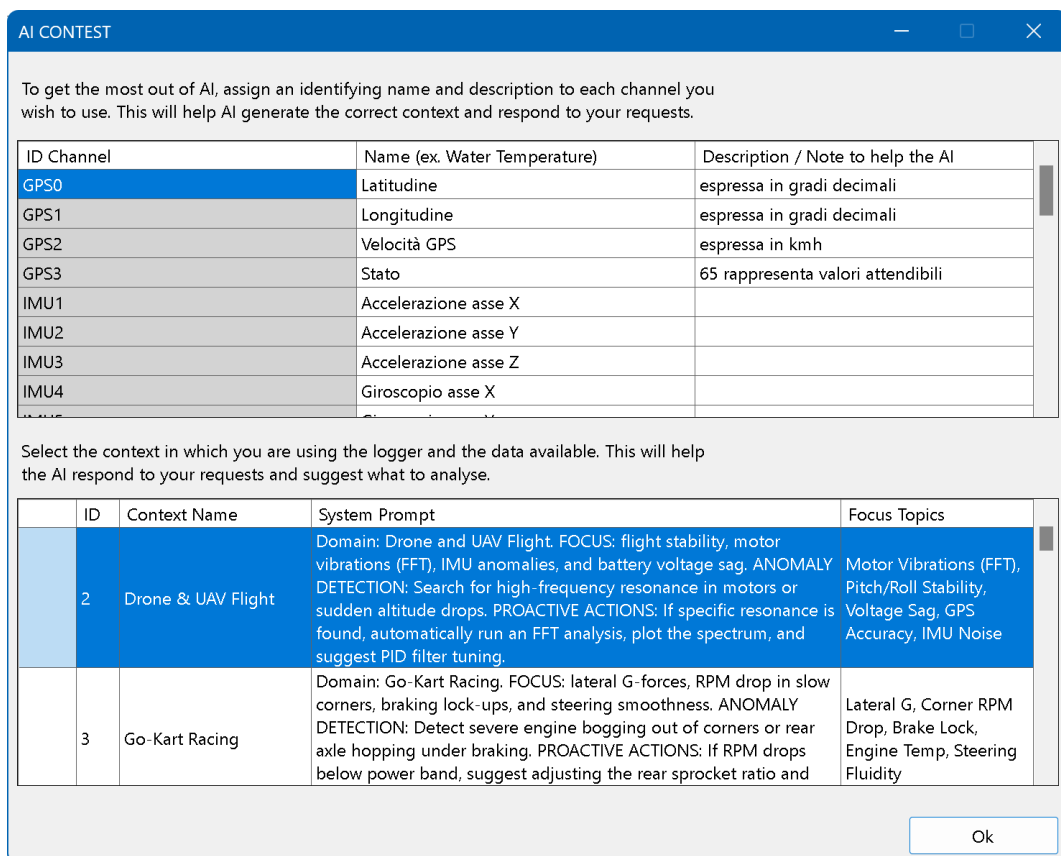 AI CONTEST
To get the most out of AI, assign an identifying name and description to each channel you
wish to use. This will help AI generate the correct context and respond to your requests.
ID Channel Name (ex. Water Temperature) Description / Note to help the AI
GPS0 Latitudine espressa in gradi decimali
GPS1 Longitudine espressa in gradi decimali
GPS2 Velocità GPS espressa in kmh
GPS3 Stato 65 rappresenta valori attendibili
IMU1 Accelerazione asse X
IMU2 Accelerazione asse Y
IMU3 Accelerazione asse Z
IMU4 Giroscopio asse X
Select the context in which you are using the logger and the data available. This will help
the AI respond to your requests and suggest what to analyse.
ID Context Name System Prompt Focus Topics
2 Drone & UAV Flight
Domain: Drone and UAV Flight. FOCUS: flight stability, motor
vibrations (FFT), IMU anomalies, and battery voltage sag. ANOMALY
DETECTION: Search for high-frequency resonance in motors or
sudden altitude drops. PROACTIVE ACTIONS: If specific resonance is
found, automatically run an FFT analysis, plot the spectrum, and
suggest PID filter tuning.
Motor Vibrations (FFT),
Pitch/Roll Stability,
Voltage Sag, GPS
Accuracy, IMU Noise
3 Go-Kart Racing
Domain: Go-Kart Racing. FOCUS: lateral G-forces, RPM drop in slow
corners, braking lock-ups, and steering smoothness. ANOMALY
DETECTION: Detect severe engine bogging out of corners or rear
axle hopping under braking. PROACTIVE ACTIONS: If RPM drops
below power band, suggest adjusting the rear sprocket ratio and
Lateral G, Corner RPM
Drop, Brake Lock,
Engine Temp, Steering
Fluidity
Ok